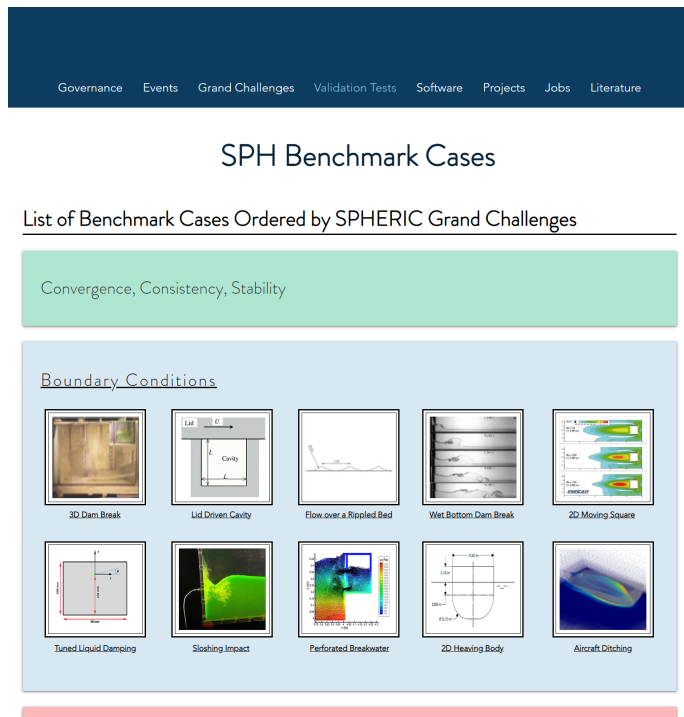 Governance Events Grand Challenges Validation Tests Software Projects Jobs Literature
SPH Benchmark Cases
List of Benchmark Cases Ordered by SPHERIC Grand Challenges
Convergence, Consistency, Stability
Boundary Conditions
Lid U
L Cavity
L
3D Dam Break Lid Driven Cavity Flow over a Rippled Bed Wet Bottom Dam Break 2D Moving Square
Tuned Liquid Damping Sloshing Impact Perforated Breakwater 2D Heaving Body Aircraft Ditching